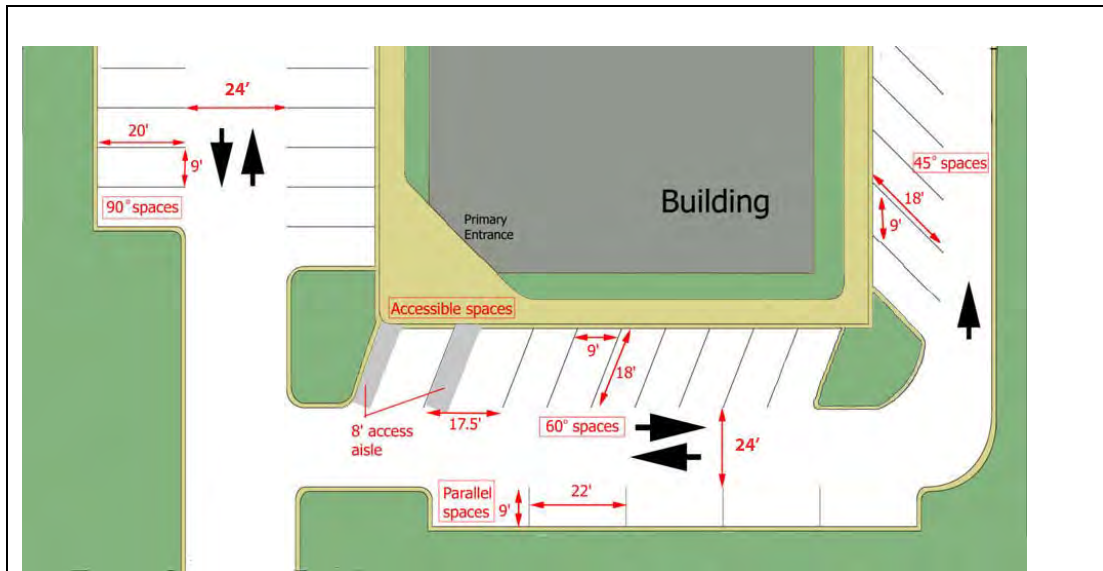 24'
20'
9'
90° spaces
Primary
Entrance
Building
45° spaces
18'
9'
Accessible spaces
9'
18'
17.5'
8' access
aisle
60° spaces
24'
Parallel
spaces
22'
9'